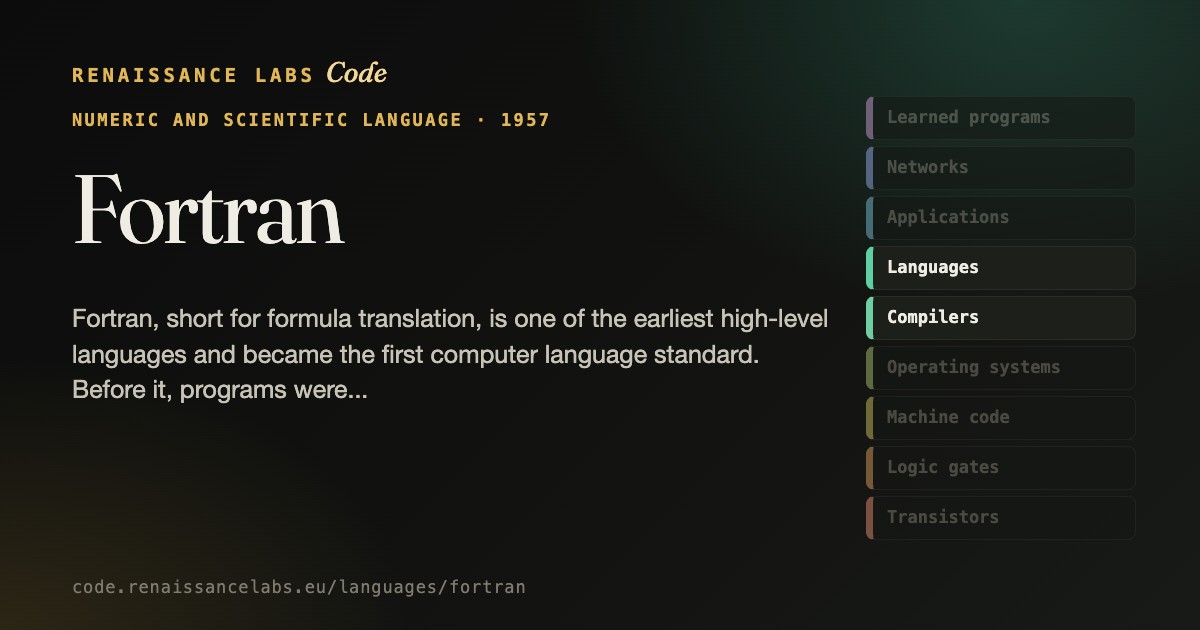 RENAISSANCE LABS Code
NUMERIC AND SCIENTIFIC LANGUAGE · 1957
Fortran
Fortran, short for formula translation, is one of the earliest high-level
languages and became the first computer language standard.
Before it, programs were...
code.renaissancelabs.eu/languages/fortran
Learned programs
Networks
Applications
Languages
Compilers
Operating systems
Machine code
Logic gates
Transistors